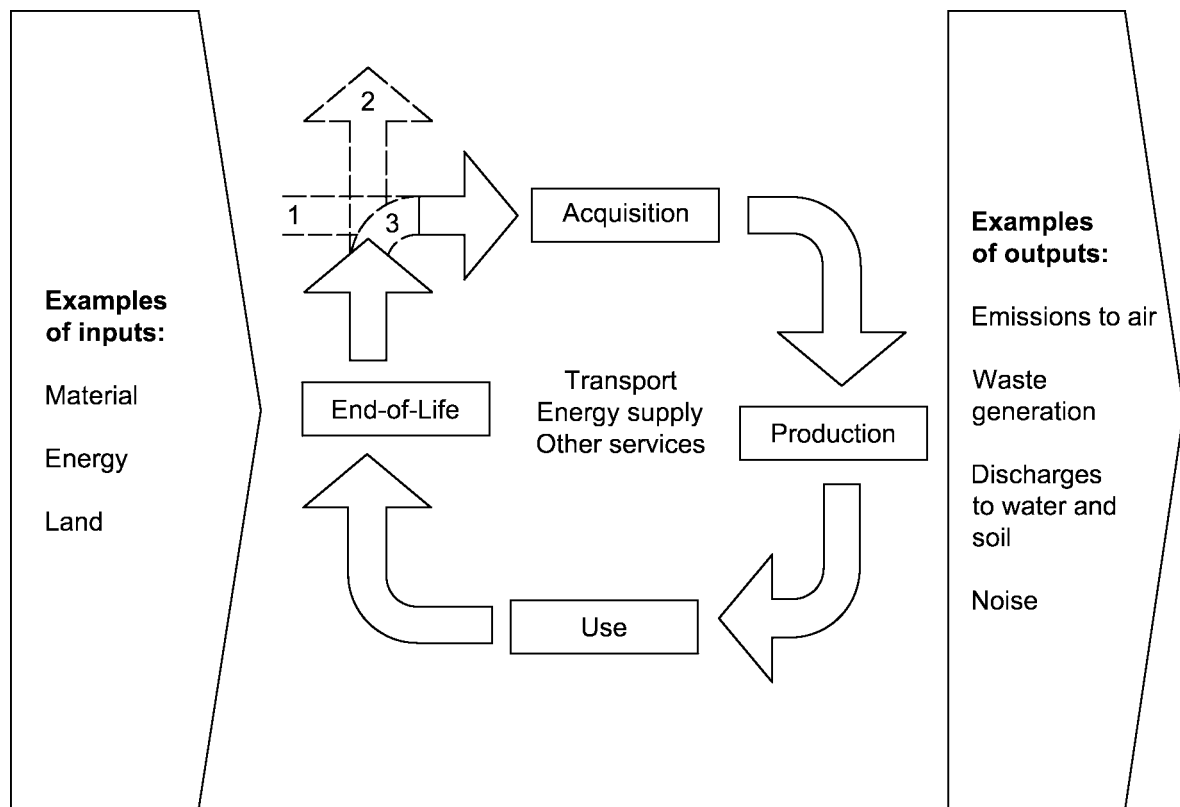 Examples
of inputs:
Material
Energy
Land
2
1
3
Acquisition
End-of-Life
Transport
Energy supply
Other services
Production
Use
Examples
of outputs:
Emissions to air
Waste
generation
Discharges
to water and
soil
Noise